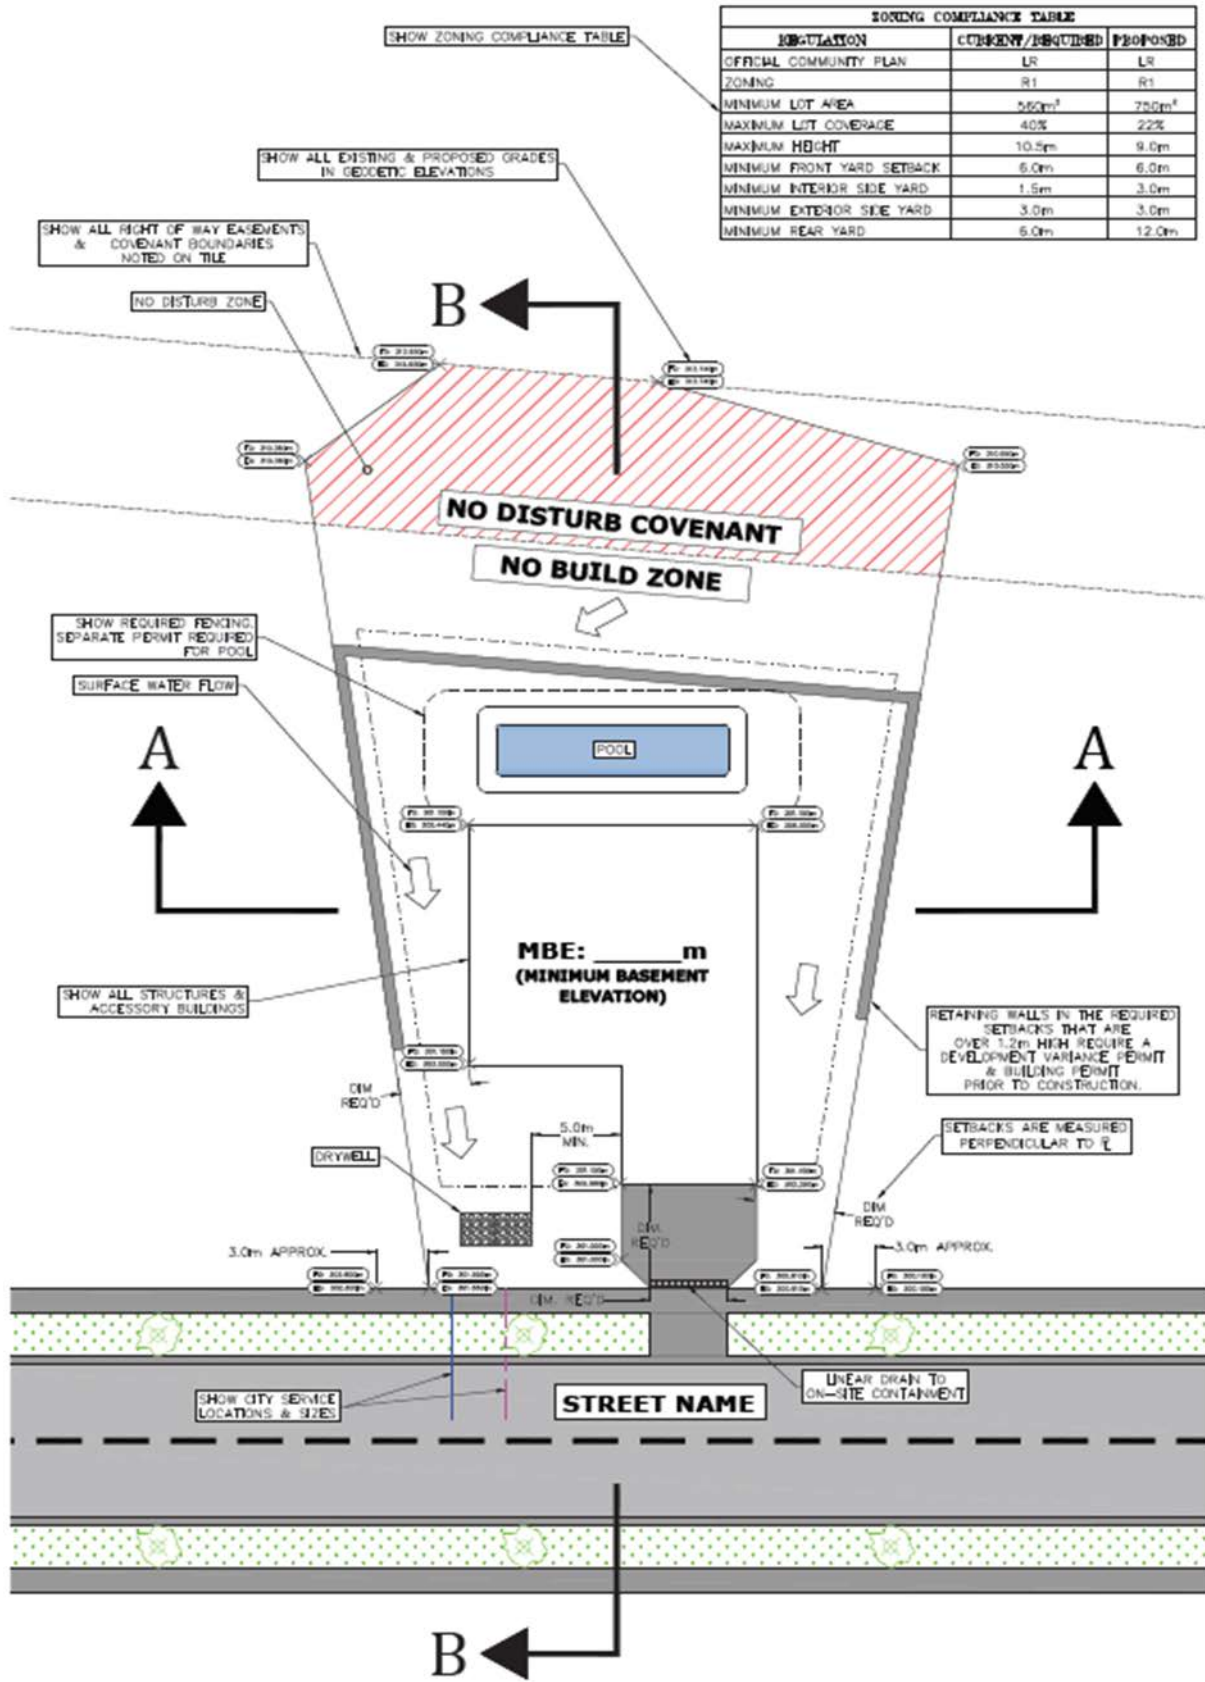 ZONING COMPLIANCE TABLE
REGULATION CURRENT/REQUIRED PROPOSED
OFFICIAL COMMUNITY PLAN LR LR
ZONING R1 R1
MINIMUM LOT AREA 560m² 750m²
MAXIMUM LOT COVERAGE 40% 22%
MAXIMUM HEIGHT 10.5m 9.0m
MINIMUM FRONT YARD SETBACK 6.0m 6.0m
MINIMUM INTERIOR SIDE YARD 1.5m 3.0m
MINIMUM EXTERIOR SIDE YARD 3.0m 3.0m
MINIMUM REAR YARD 6.0m 12.0m
SHOW ZONING COMPLIANCE TABLE
SHOW ALL EXISTING & PROPOSED GRADES
IN GEODETIC ELEVATIONS
SHOW ALL RIGHT OF WAY EASEMENTS
& COVENANT BOUNDARIES
NOTED ON TILE
NO DISTURB ZONE
B
NO DISTURB COVENANT
NO BUILD ZONE
SHOW REQUIRED FENCING.
SEPARATE PERMIT REQUIRED
FOR POOL
SURFACE WATER FLOW
POOL
A
A
MBE: ______m
(MINIMUM BASEMENT
ELEVATION)
SHOW ALL STRUCTURES &
ACCESSORY BUILDINGS
RETAINING WALLS IN THE REQUIRED
SETBACKS THAT ARE
OVER 1.2m HIGH REQUIRE A
DEVELOPMENT VARIANCE PERMIT
& BUILDING PERMIT
PRIOR TO CONSTRUCTION.
DIM
REQ'D
5.0m
MIN.
SETBACKS ARE MEASURED
PERPENDICULAR TO ℄
DRYWELL
DIM
REQ'D
DIM.
REQ'D
3.0m APPROX.
3.0m APPROX.
DIM. REQ'D
SHOW CITY SERVICE
LOCATIONS & SIZES
STREET NAME
LINEAR DRAIN TO
ON-SITE CONTAINMENT
B